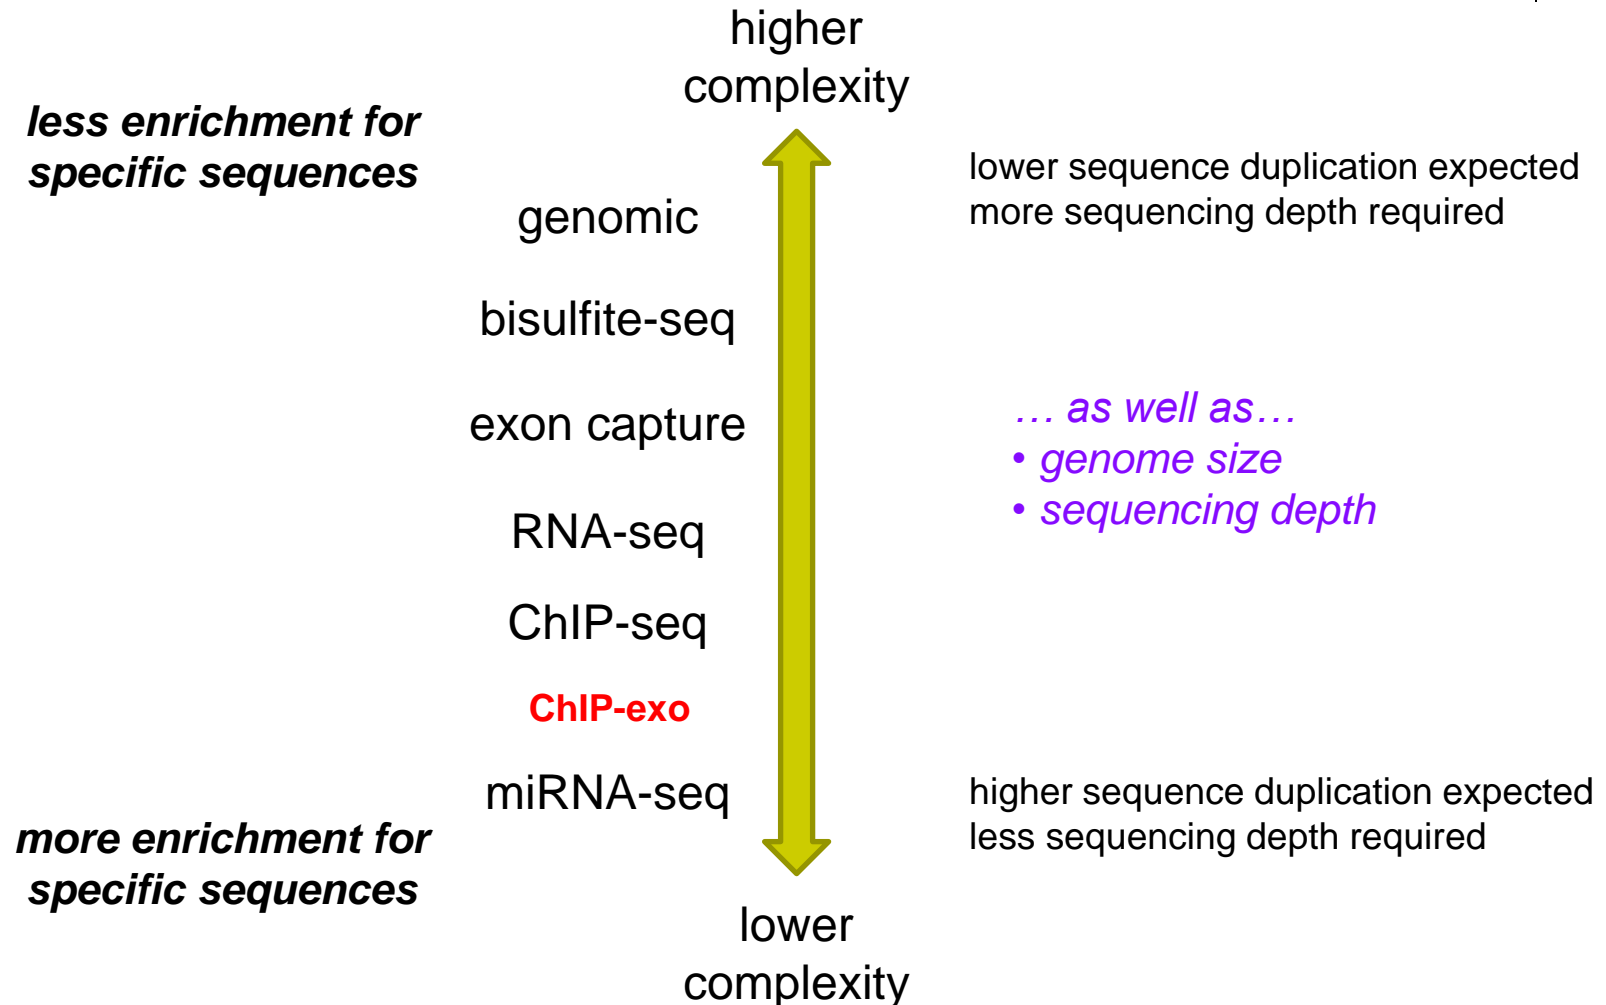 higher
complexity
less enrichment for
specific sequences
lower sequence duplication expected
more sequencing depth required
genomic
bisulfite-seq
exon capture
… as well as…
• genome size
• sequencing depth
RNA-seq
ChIP-seq
ChIP-exo
miRNA-seq
higher sequence duplication expected
less sequencing depth required
more enrichment for
specific sequences
lower
complexity